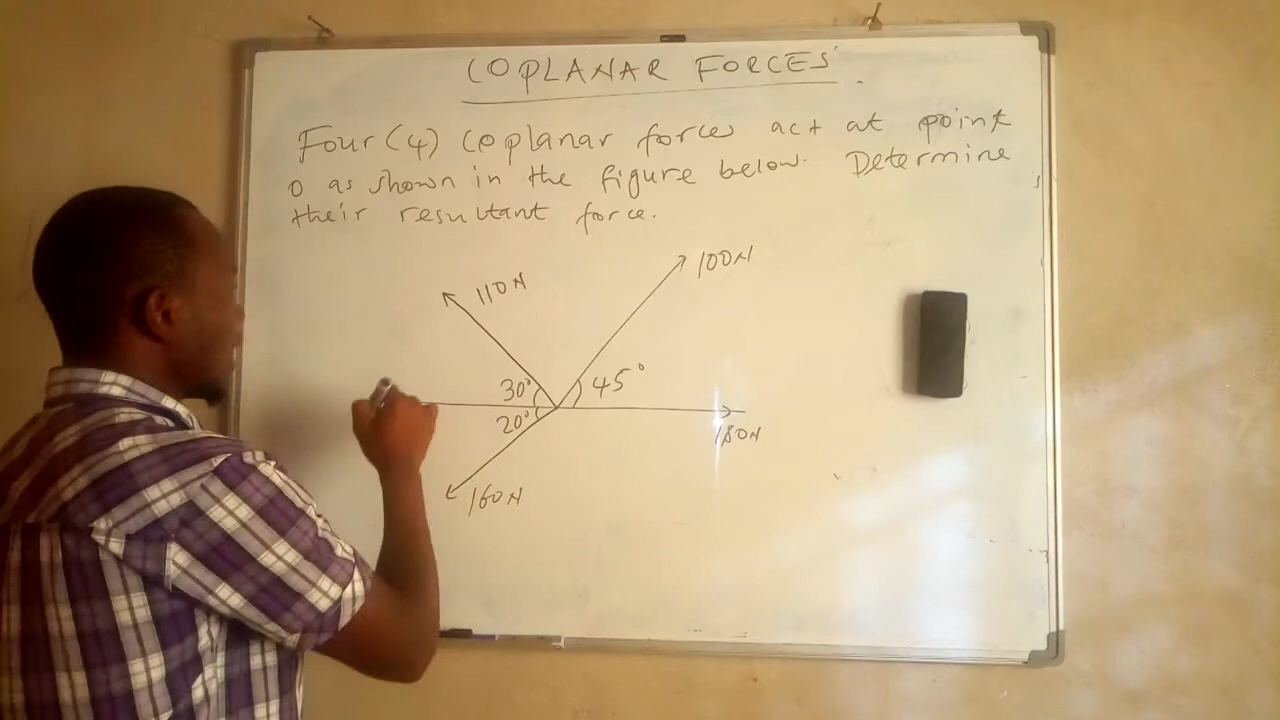 COPLANAR FORCES
Four (4) Coplanar forces act at point
O as shown in the figure below. Determine
their resultant force.
110N
100N
30°
45°
20°
160N